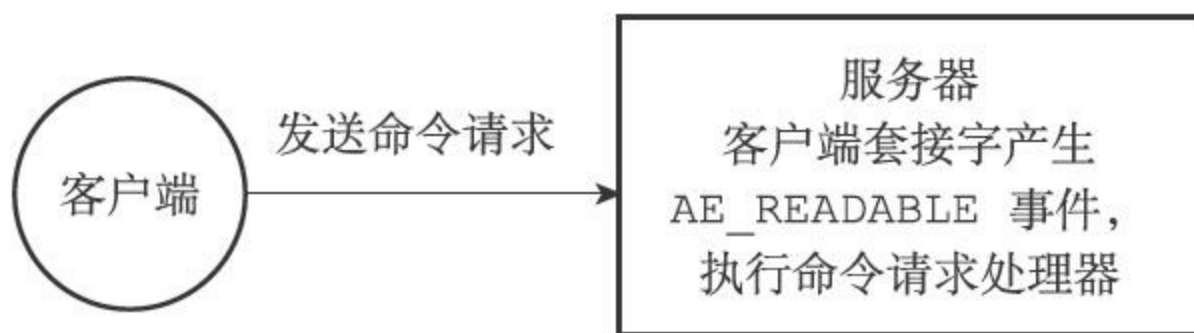 客户端
发送命令请求
服务器
客户端套接字产生
AE_READABLE 事件,
执行命令请求处理器